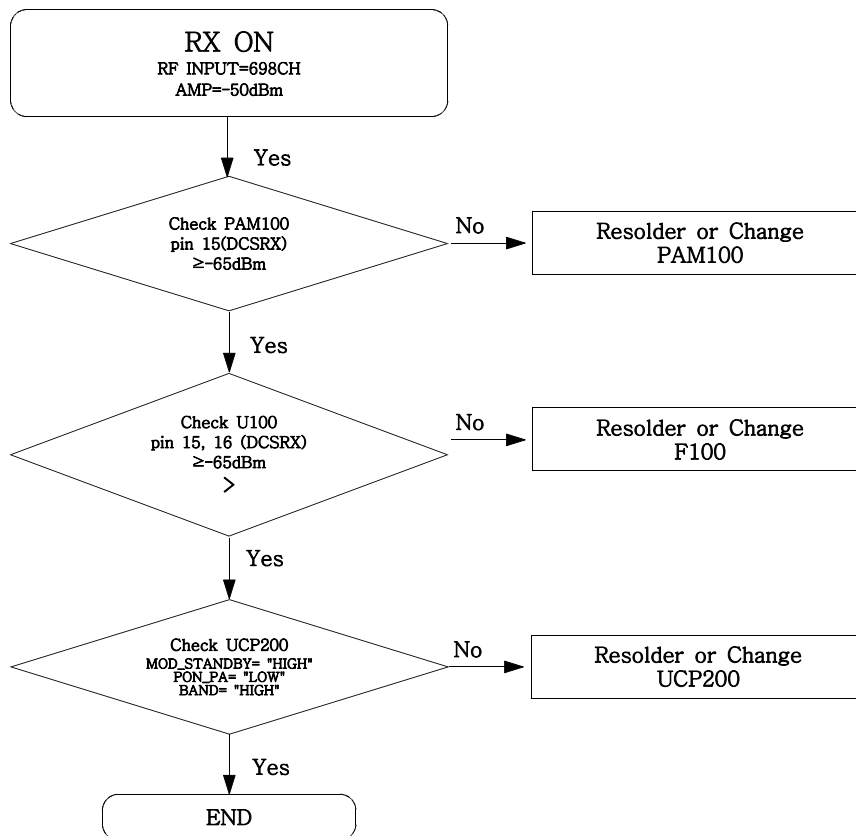 RX ON
RF INPUT=698CH
AMP=-50dBm
Yes
Check PAM100
pin 15(DCSRX)
≥-65dBm
No
Resolder or Change
PAM100
Yes
Check U100
pin 15, 16 (DCSRX)
≥-65dBm
>
No
Resolder or Change
F100
Yes
Check UCP200
MOD_STANDBY= "HIGH"
PON_PA= "LOW"
BAND= "HIGH"
No
Resolder or Change
UCP200
Yes
END